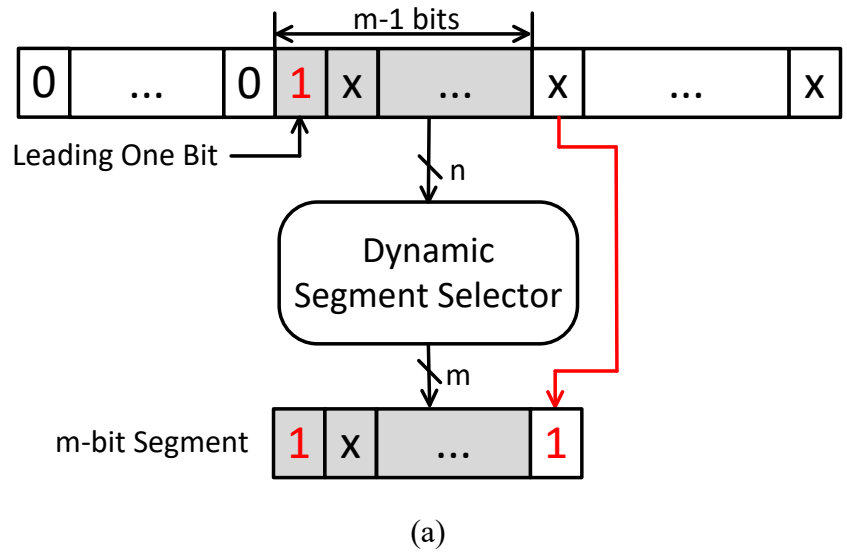 m-1 bits
0 ... 0 1 x ... x ... x
Leading One Bit
n
Dynamic
Segment Selector
m
m-bit Segment 1 x ... 1
(a)